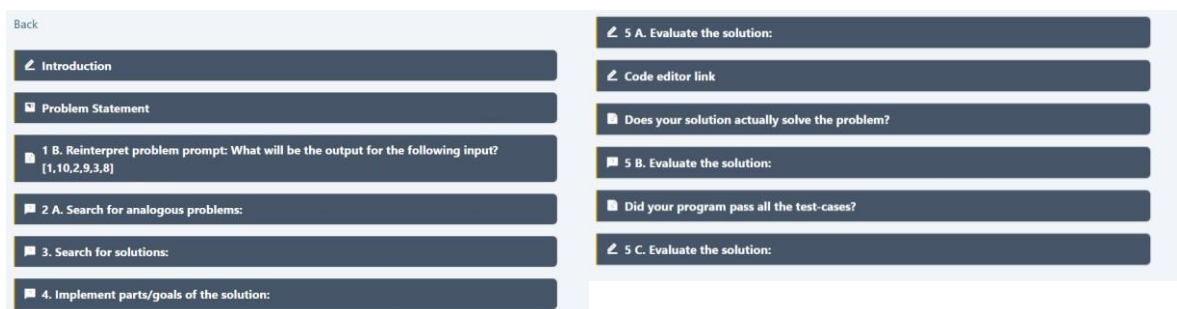 Back
Introduction
Problem Statement
1 B. Reinterpret problem prompt: What will be the output for the following input?
[1,10,2,9,3,8]
2 A. Search for analogous problems:
3. Search for solutions:
4. Implement parts/goals of the solution:
5 A. Evaluate the solution:
Code editor link
Does your solution actually solve the problem?
5 B. Evaluate the solution:
Did your program pass all the test-cases?
5 C. Evaluate the solution: